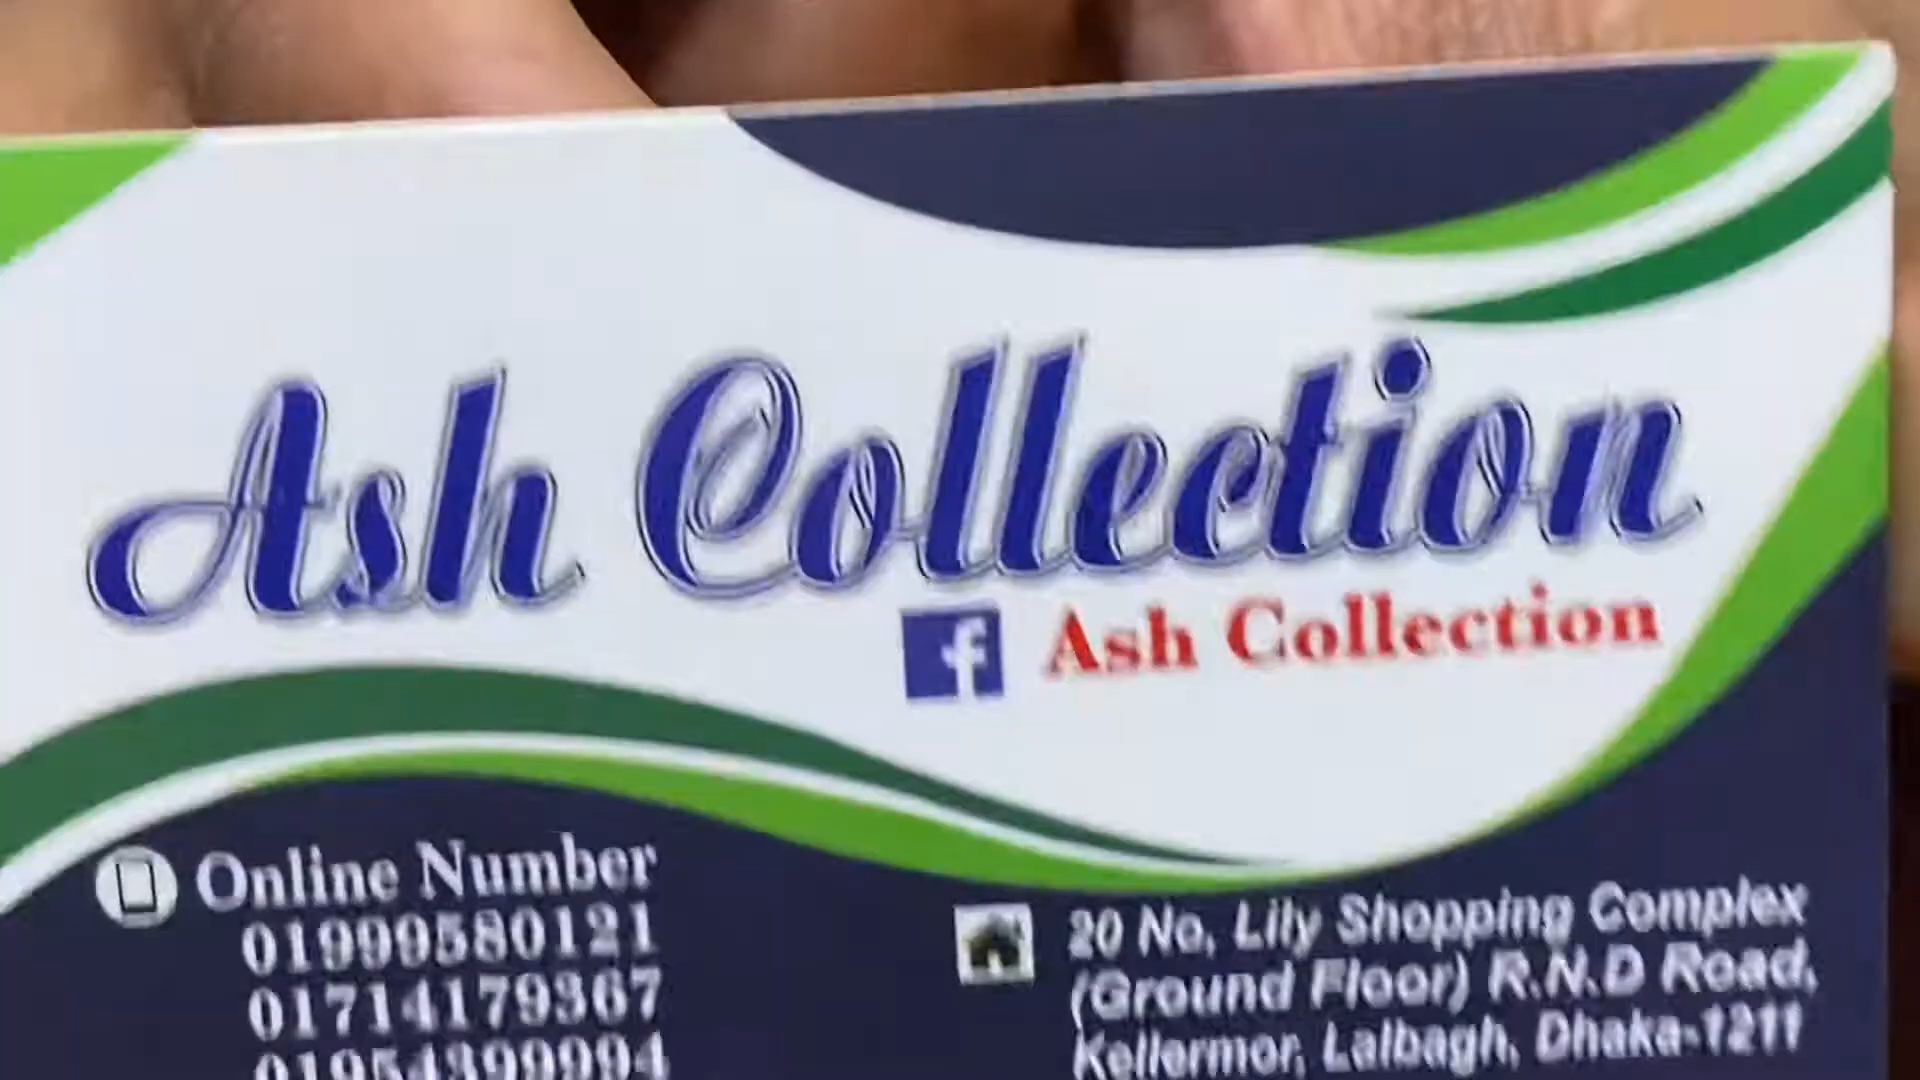 Ash Collection
f Ash Collection
Online Number
01999580121
01714179367
01954399994
20 No, Lily Shopping Complex
(Ground Floor) R.N.D Road,
Kellermor, Lalbagh, Dhaka-1211